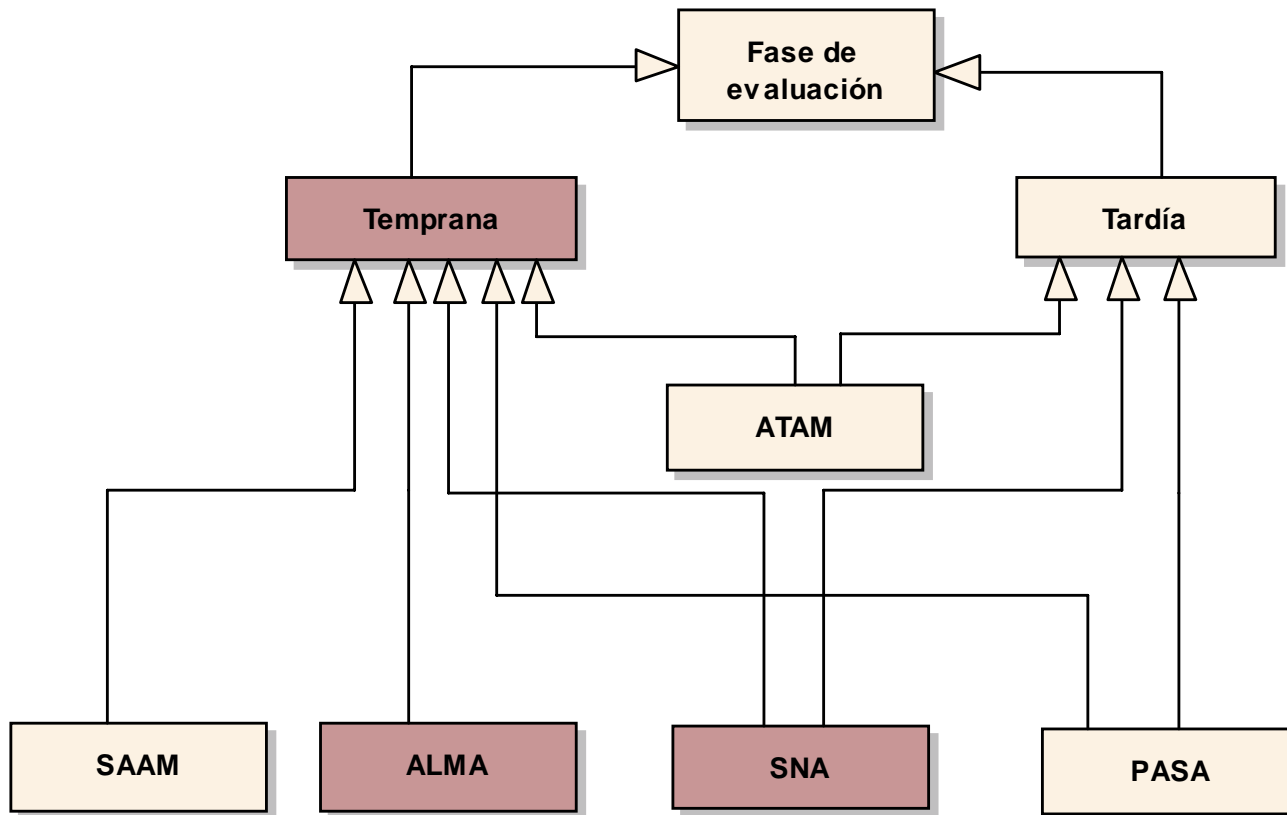 Fase de
evaluación
Temprana
Tardía
ATAM
SAAM
ALMA
SNA
PASA